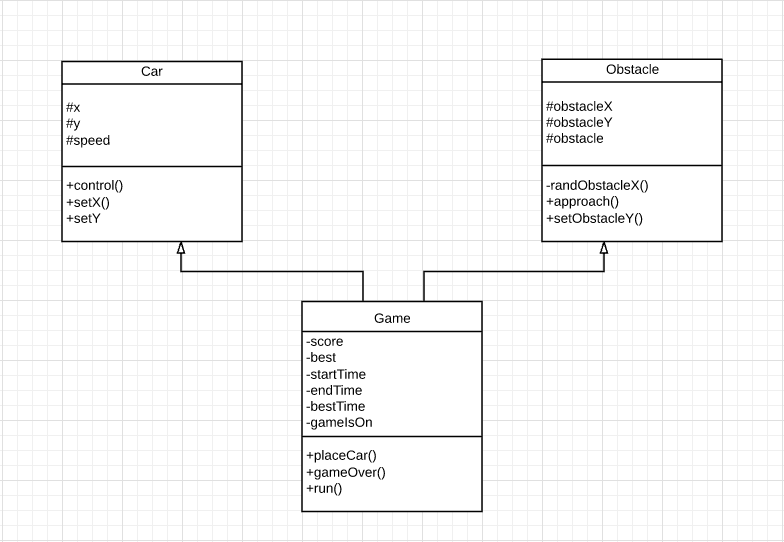 Car
#x
#y
#speed
+control()
+setX()
+setY
Obstacle
#obstacleX
#obstacleY
#obstacle
-randObstacleX()
+approach()
+setObstacleY()
Game
-score
-best
-startTime
-endTime
-bestTime
-gameIsOn
+placeCar()
+gameOver()
+run()